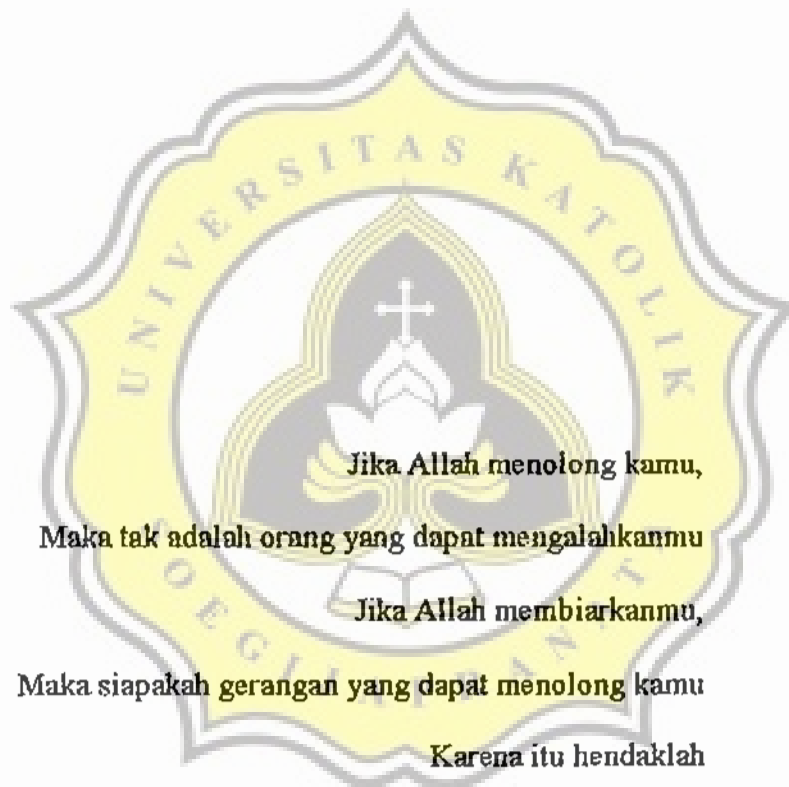 UNIVERSITAS KATOLIK
Jika Allah menolong kamu,
Maka tak adalah orang yang dapat mengalahkanmu
Jika Allah membiarkanmu,
Maka siapakah gerangan yang dapat menolong kamu
Karena itu hendaklah
SOEGIJAPRANATA